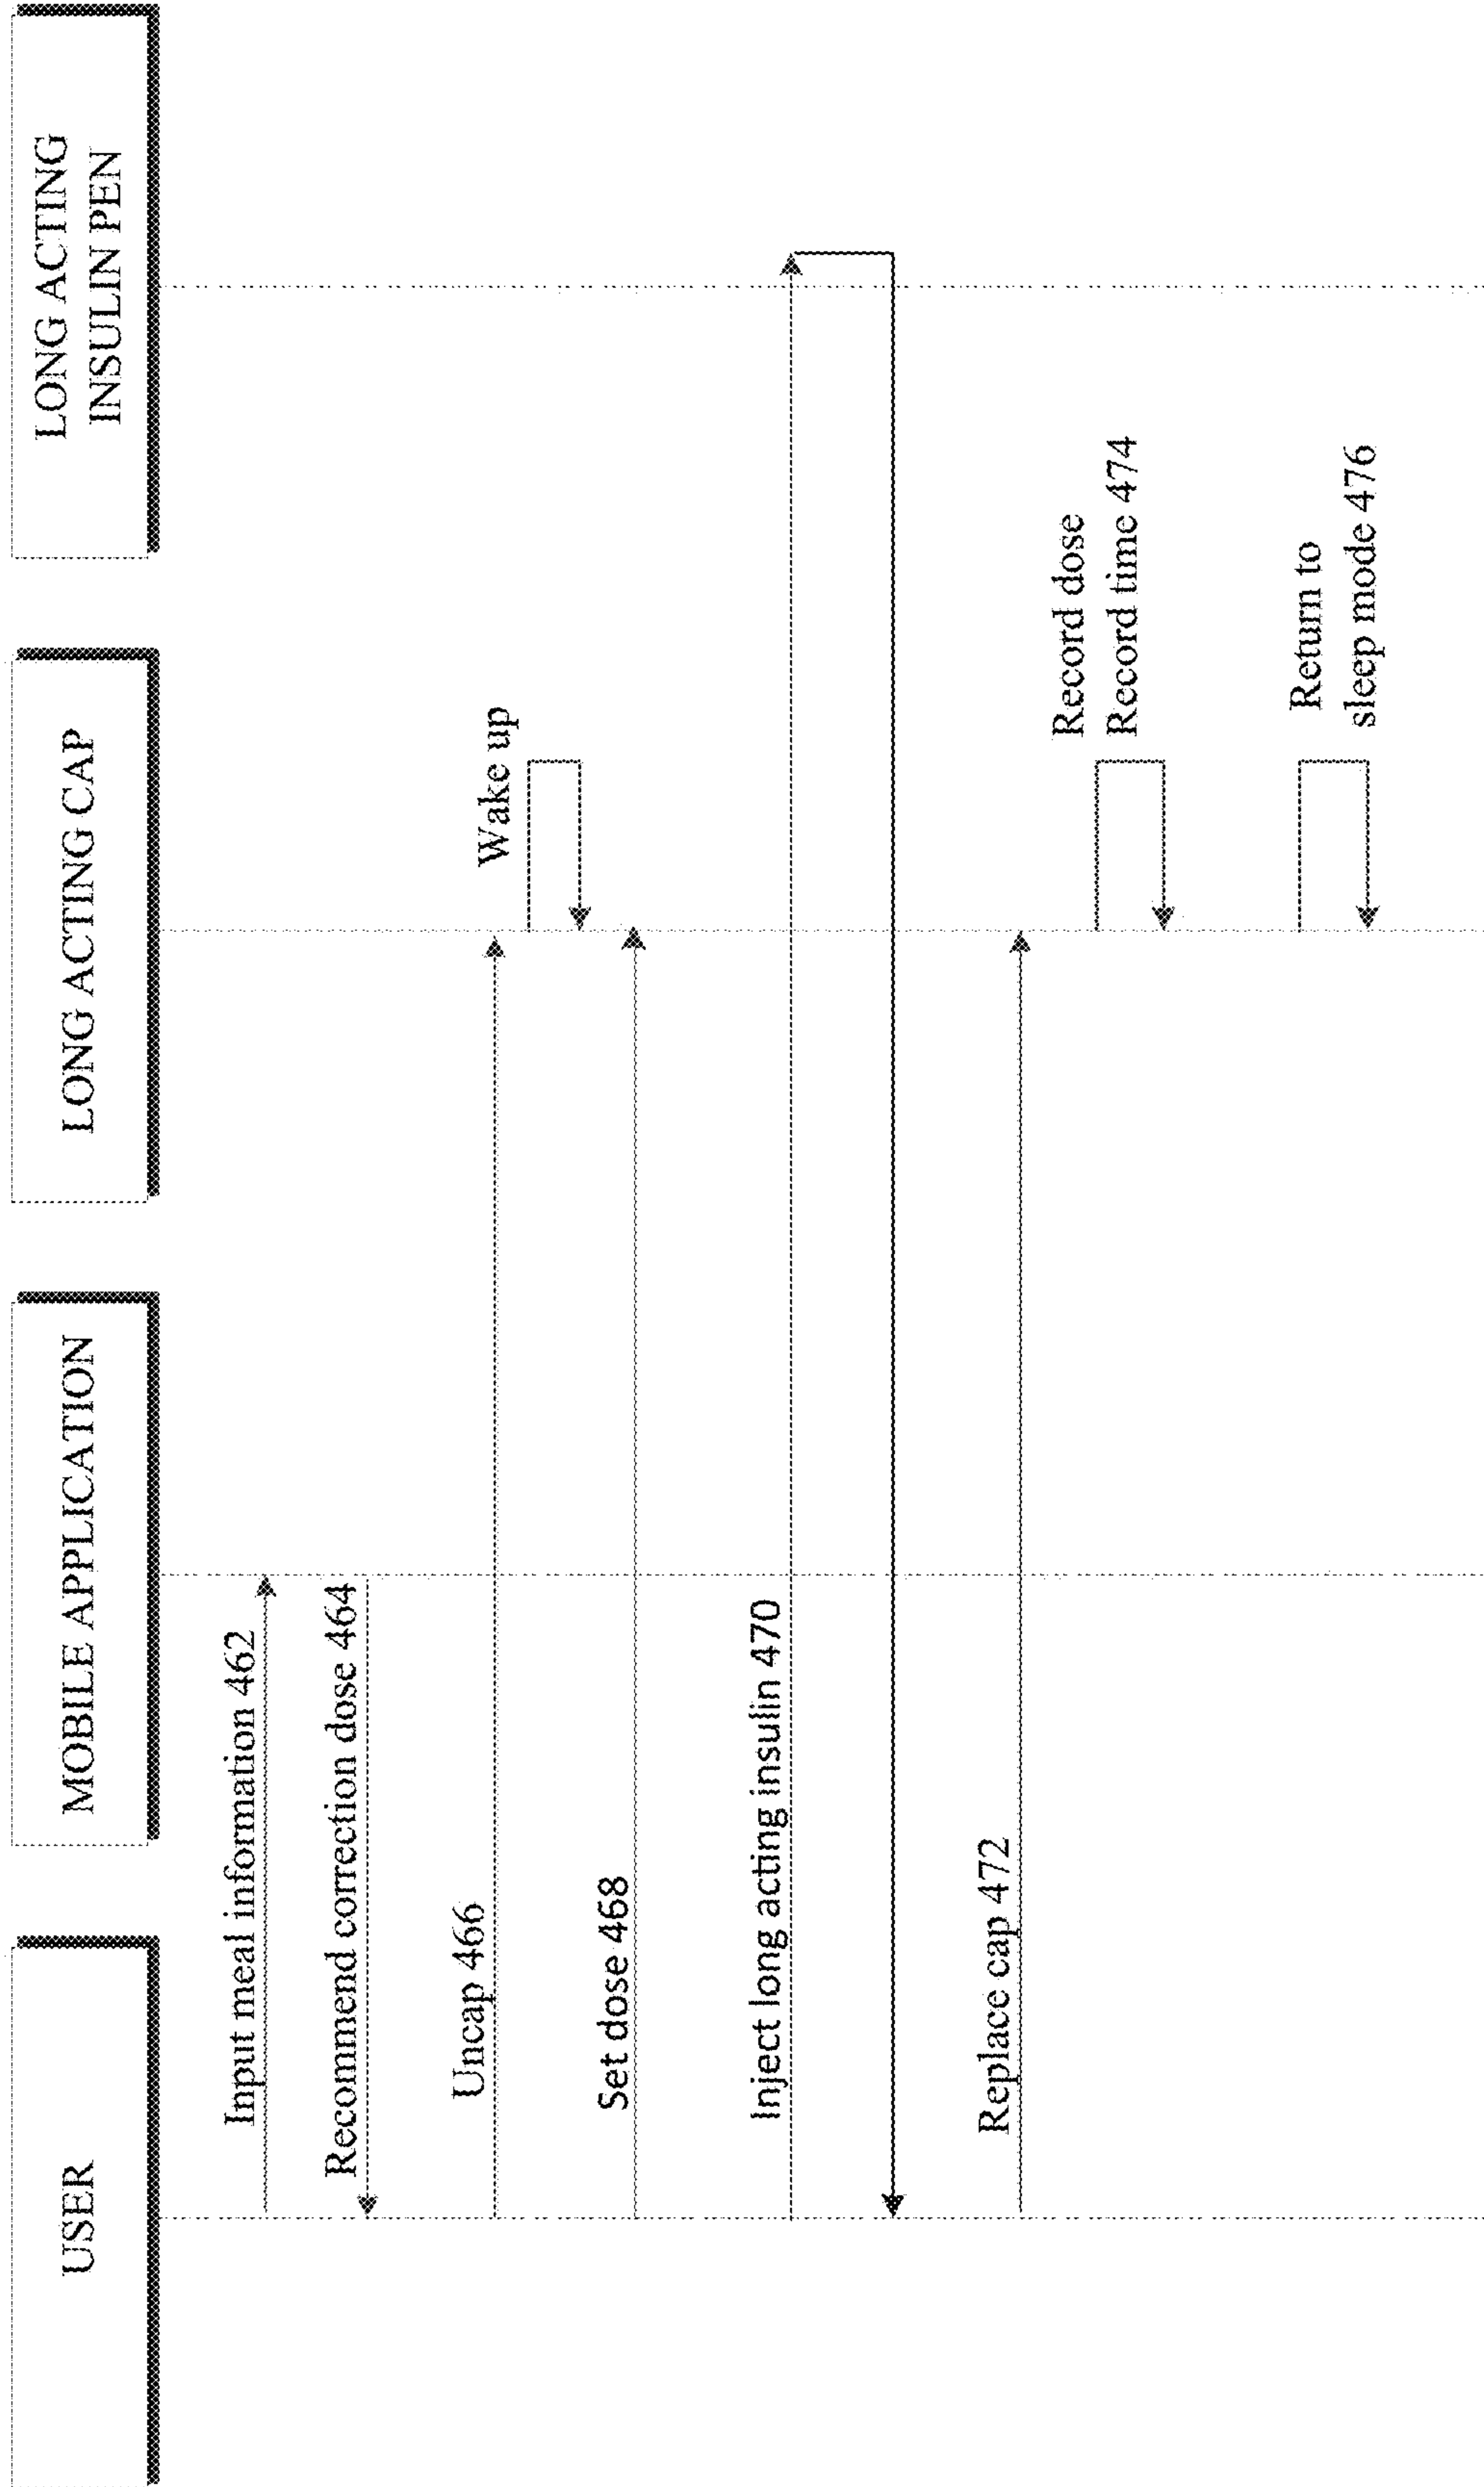 USER
MOBILE APPLICATION
LONG ACTING CAP
LONG ACTING
INSULIN PEN
Input meal information 462
Recommend correction dose 464
Uncap 466
Wake up
Set dose 468
Inject long acting insulin 470
Replace cap 472
Record dose
Record time 474
Return to
sleep mode 476